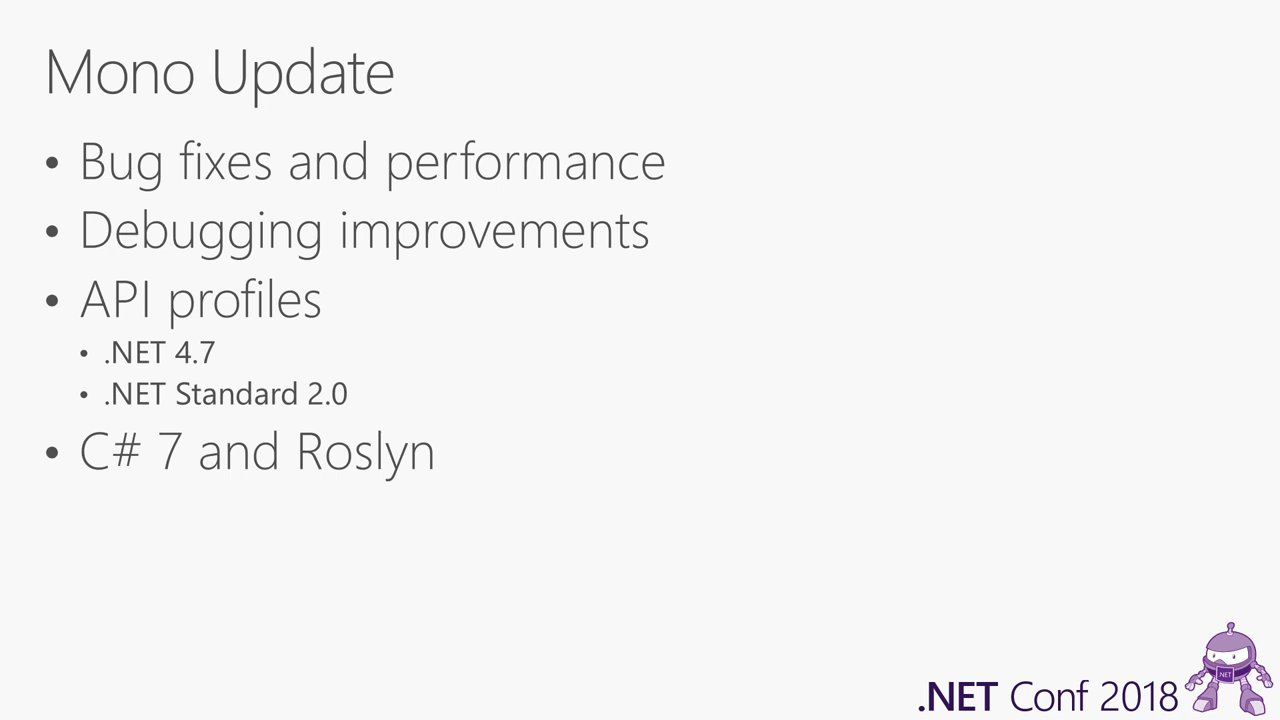 Mono Update
• Bug fixes and performance
• Debugging improvements
• API profiles
• .NET 4.7
• .NET Standard 2.0
• C# 7 and Roslyn
.NET
.NET Conf 2018